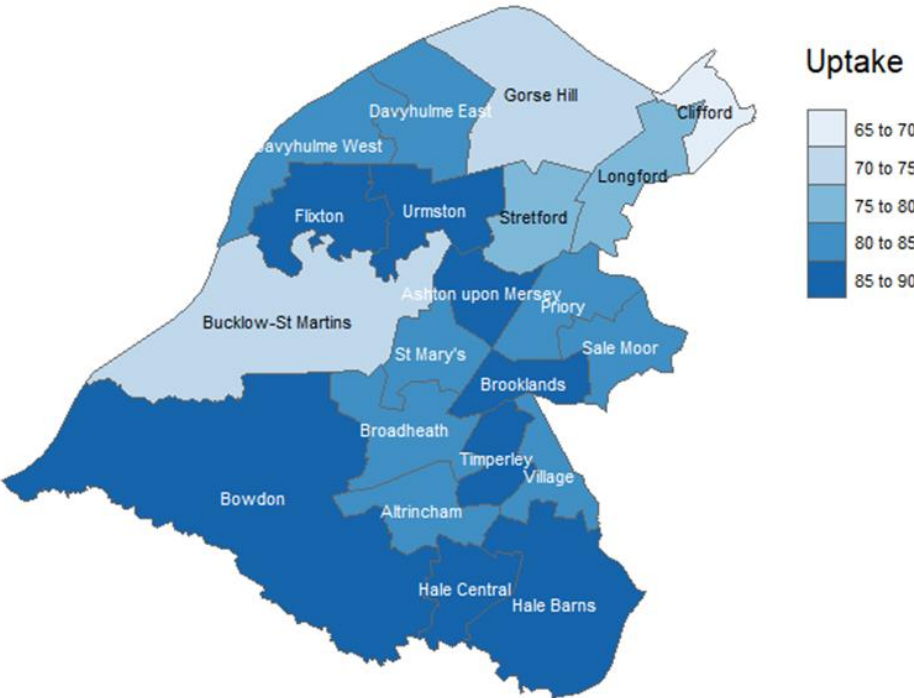 Uptake
65 to 70
70 to 75
75 to 80
80 to 85
85 to 90
Gorse Hill
Clifford
Davyhulme East
Davyhulme West
Longford
Flixton
Urmston
Stretford
Ashton upon Mersey
Priory
Bucklow-St Martins
Sale Moor
St Mary's
Brooklands
Broadheath
Timperley
Village
Bowdon
Altrincham
Hale Central
Hale Barns